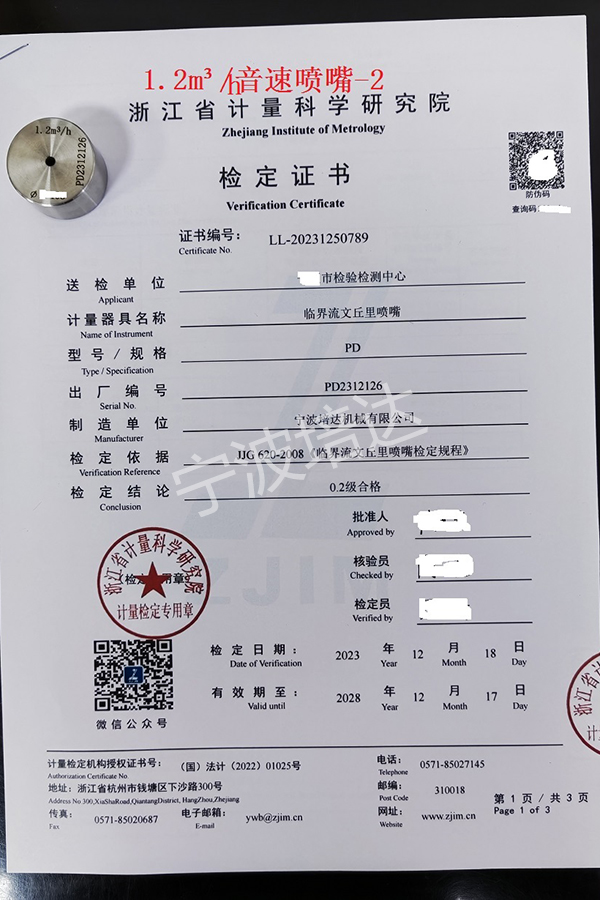 1.2m³/h音速喷嘴-2
浙江省计量科学研究院
Zhejiang Institute of Metrology
1.2m³/h
PD2312126
Ø
检定证书
Verification Certificate
防伪码
查询码:
证书编号: LL-20231250789
Certificate No.
送检单位 市检验检测中心
Applicant
计量器具名称 临界流文丘里喷嘴
Name of Instrument
型号/规格 PD
Type / Specification
出厂编号 PD2312126
Serial No.
制造单位 宁波培达机械有限公司
Manufacturer
检定依据 JJG 620-2008《临界流文丘里喷嘴检定规程》
Verification Reference
检定结论 0.2级合格
Conclusion
宁波培达
ZJIM
批准人
Approved by
核验员
Checked by
检定员
Verified by
浙江省计量科学研究院
计量检定专用章
检定日期: 2023 年 12 月 18 日
Date of Verification Year Month Day
有效期至: 2028 年 12 月 17 日
Valid until Year Month Day
微信公众号
计量检定机构授权证书号: (国)法计(2022)01025号 电话: 0571-85027145
Authorization Certificate No. Telephone
地址: 浙江省杭州市钱塘区下沙路300号 邮编: 310018
Address No 300,XiaShaRoad,QiantangDistrict, HangZhou,Zhejiang Post Code
传真: 0571-85020687 电子邮箱: ywb@zjim.cn 网址: www.zjim.cn
Fax E-mail Website
第 1 页 / 共 3 页
Page 1 of 3